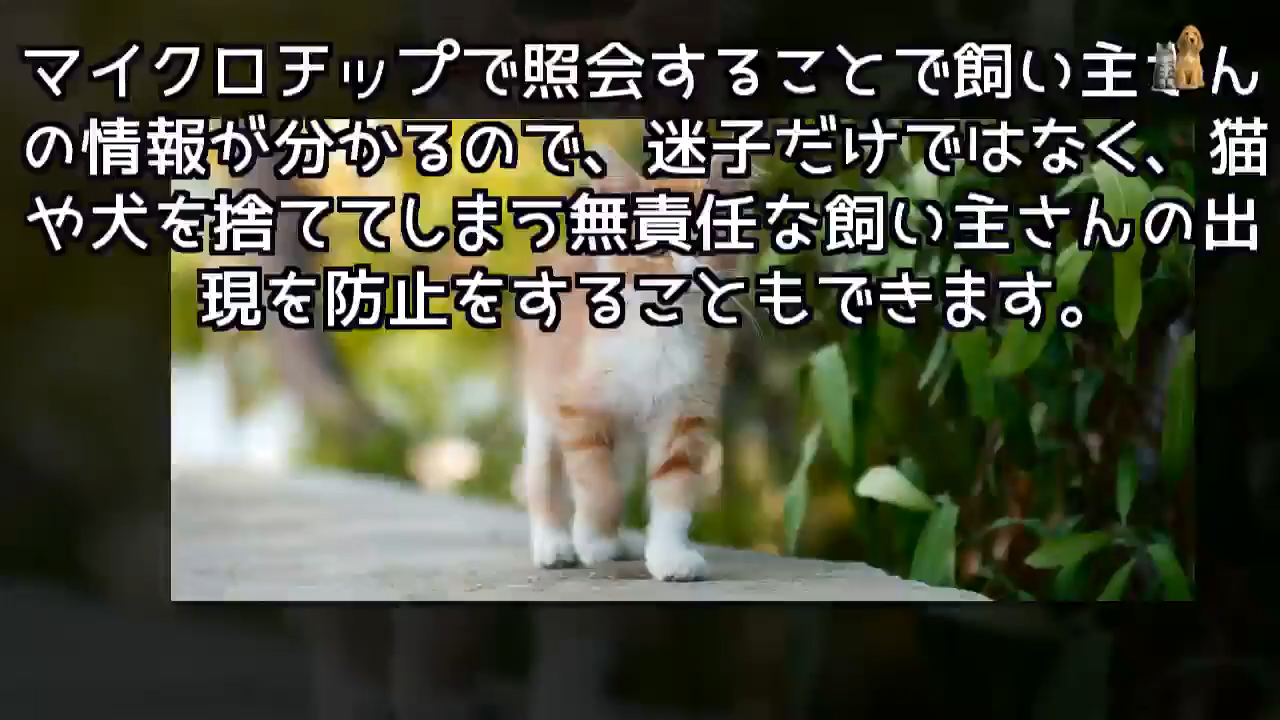 マイクロチップで照会することで飼い主さん
の情報が分かるので、迷子だけではなく、猫
や犬を捨ててしまう無責任な飼い主さんの出
現を防止をすることもできます。